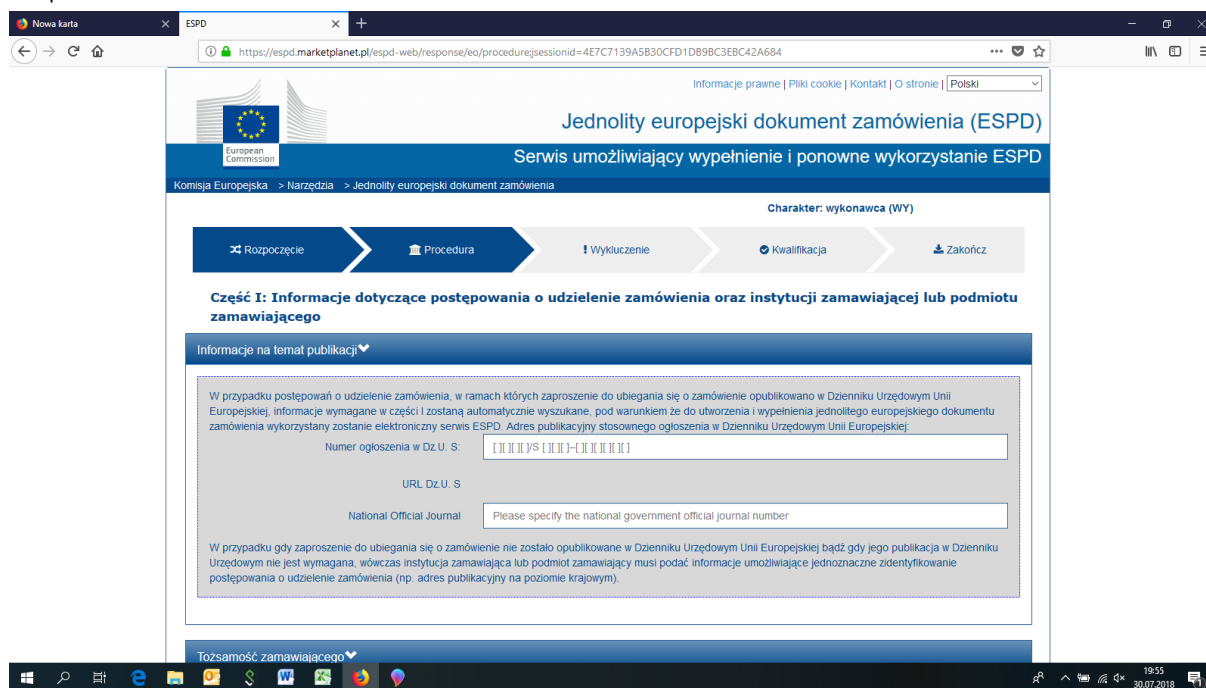 Nowa karta
ESPD
https://espd.marketplanet.pl/espd-web/response/eo/procedure;jsessionid=4E7C7139A5B30CFD1DB9BC3EBC42A684
Informacje prawne | Pliki cookie | Kontakt | O stronie | Polski
Jednolity europejski dokument zamówienia (ESPD)
European
Commission
Serwis umożliwiający wypełnienie i ponowne wykorzystanie ESPD
Komisja Europejska > Narzędzia > Jednolity europejski dokument zamówienia
Charakter: wykonawca (WY)
Rozpoczęcie
Procedura
Wykluczenie
Kwalifikacja
Zakończ
Część I: Informacje dotyczące postępowania o udzielenie zamówienia oraz instytucji zamawiającej lub podmiotu
zamawiającego
Informacje na temat publikacji
W przypadku postępowań o udzielenie zamówienia, w ramach których zaproszenie do ubiegania się o zamówienie opublikowano w Dzienniku Urzędowym Unii
Europejskiej, informacje wymagane w części I zostaną automatycznie wyszukane, pod warunkiem że do utworzenia i wypełnienia jednolitego europejskiego dokumentu
zamówienia wykorzystany zostanie elektroniczny serwis ESPD. Adres publikacyjny stosownego ogłoszenia w Dzienniku Urzędowym Unii Europejskiej:
Numer ogłoszenia w Dz.U. S: [ ][ ][ ][ ]/S [ ][ ][ ]–[ ][ ][ ][ ][ ][ ]
URL Dz.U. S
National Official Journal Please specify the national government official journal number
W przypadku gdy zaproszenie do ubiegania się o zamówienie nie zostało opublikowane w Dzienniku Urzędowym Unii Europejskiej bądź gdy jego publikacja w Dzienniku
Urzędowym nie jest wymagana, wówczas instytucja zamawiająca lub podmiot zamawiający musi podać informacje umożliwiające jednoznaczne zidentyfikowanie
postępowania o udzielenie zamówienia (np. adres publikacyjny na poziomie krajowym).
Tożsamość zamawiającego
19:55
30.07.2018